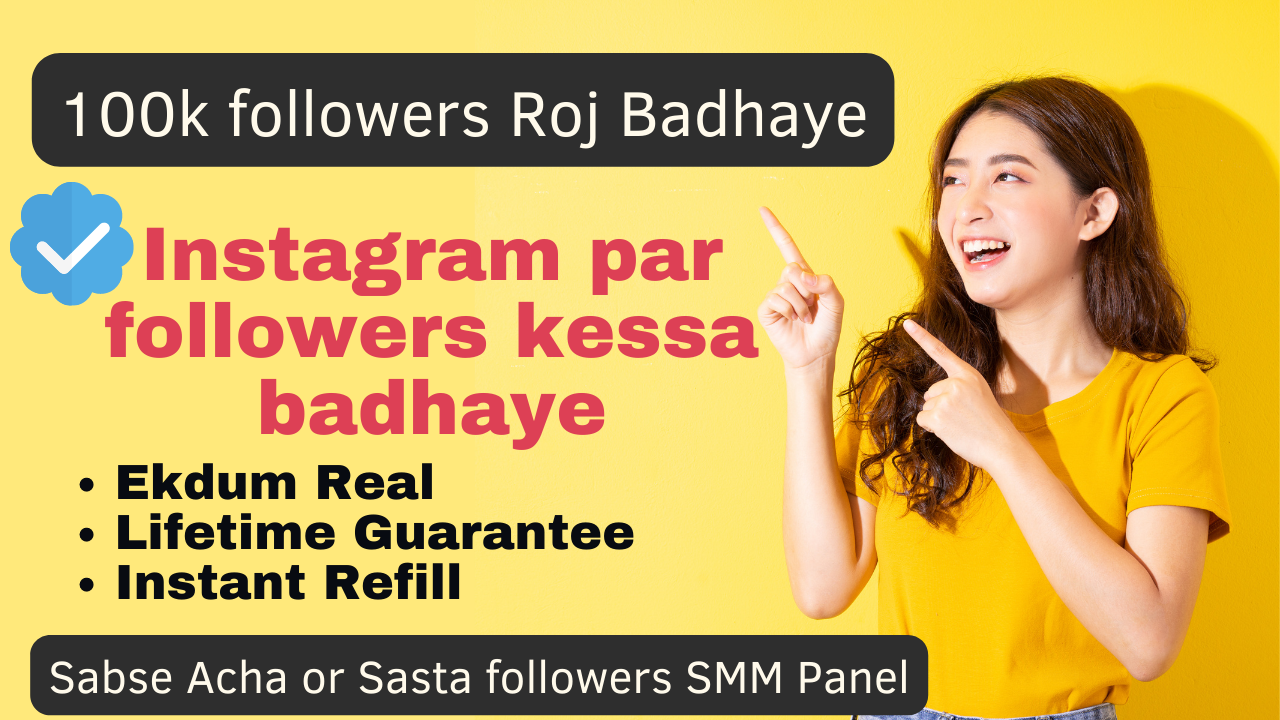 100k followers Roj Badhaye
Instagram par
followers kessa
badhaye
• Ekdum Real
• Lifetime Guarantee
• Instant Refill
Sabse Acha or Sasta followers SMM Panel